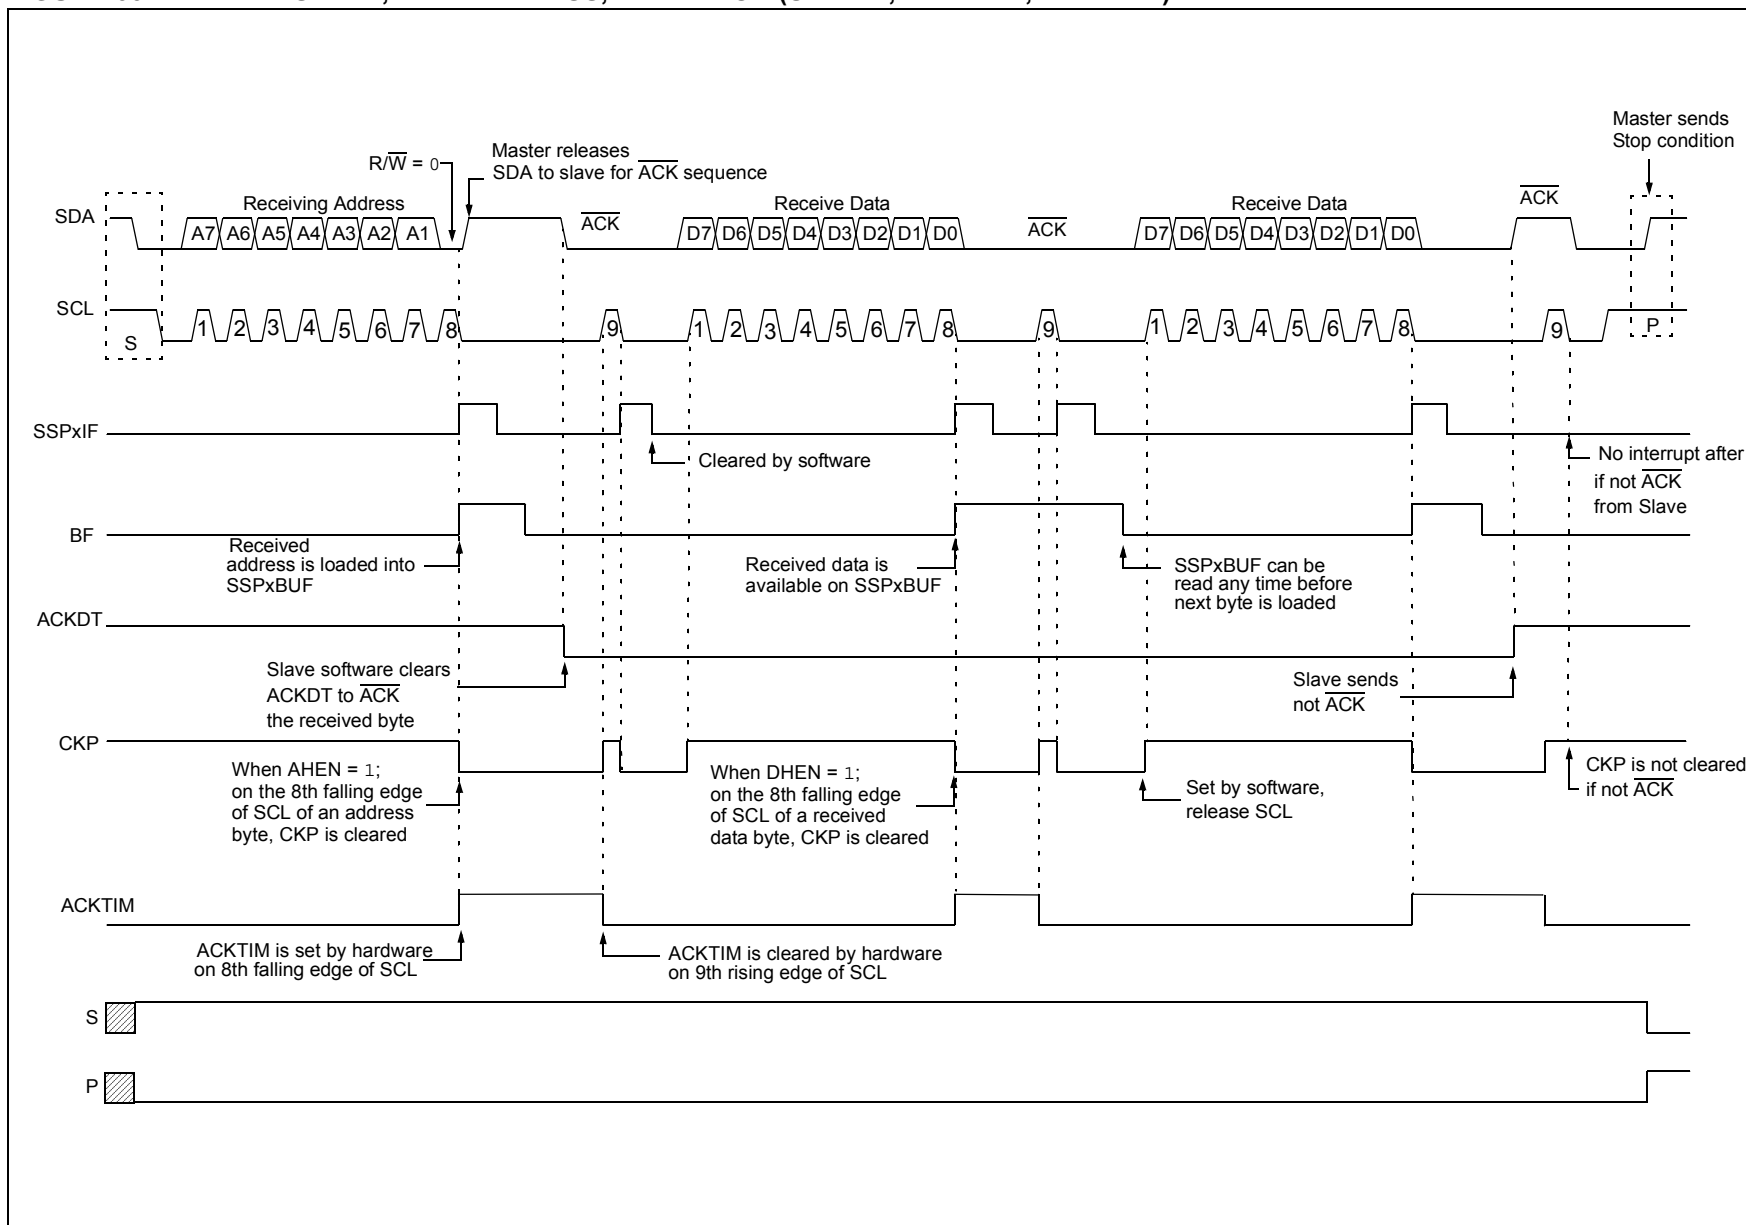 Master sends
Stop condition
R/W̅ = 0
Master releases
SDA to slave for A̅C̅K̅ sequence
SDA
Receiving Address
A7 A6 A5 A4 A3 A2 A1
A̅C̅K̅
Receive Data
D7 D6 D5 D4 D3 D2 D1 D0
A̅C̅K̅
Receive Data
D7 D6 D5 D4 D3 D2 D1 D0
A̅C̅K̅
SCL
S
1 2 3 4 5 6 7 8 9
1 2 3 4 5 6 7 8 9
1 2 3 4 5 6 7 8 9
P
SSPxIF
Cleared by software
No interrupt after
if not A̅C̅K̅
from Slave
BF
Received
address is loaded into
SSPxBUF
Received data is
available on SSPxBUF
SSPxBUF can be
read any time before
next byte is loaded
ACKDT
Slave software clears
ACKDT to A̅C̅K̅
the received byte
Slave sends
not A̅C̅K̅
CKP
When AHEN = 1;
on the 8th falling edge
of SCL of an address
byte, CKP is cleared
When DHEN = 1;
on the 8th falling edge
of SCL of a received
data byte, CKP is cleared
Set by software,
release SCL
CKP is not cleared
if not A̅C̅K̅
ACKTIM
ACKTIM is set by hardware
on 8th falling edge of SCL
ACKTIM is cleared by hardware
on 9th rising edge of SCL
S
P